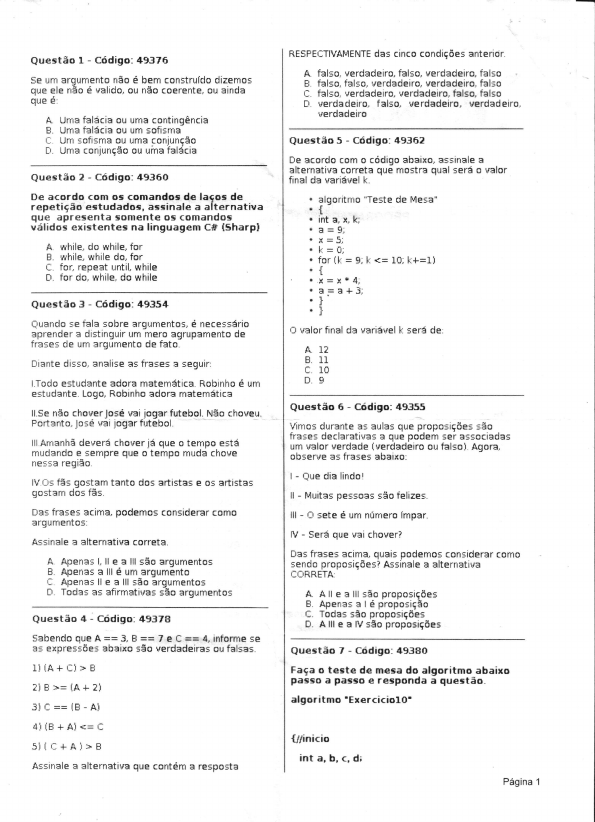 Questão 1 - Código: 49376
Se um argumento não é bem construído dizemos
que ele não é valido, ou não coerente, ou ainda
que é:
A. Uma falácia ou uma contingência
B. Uma falácia ou um sofisma
C. Um sofisma ou uma conjunção
D. Uma conjunção ou uma falácia
Questão 2 - Código: 49360
De acordo com os comandos de laços de
repetição estudados, assinale a alternativa
que apresenta somente os comandos
válidos existentes na linguagem C# (Sharp)
A. while, do while, for
B. while, while do, for
C. for, repeat until, while
D. for do, while, do while
Questão 3 - Código: 49354
Quando se fala sobre argumentos, é necessário
aprender a distinguir um mero agrupamento de
frases de um argumento de fato.
Diante disso, analise as frases a seguir:
I.Todo estudante adora matemática. Robinho é um
estudante. Logo, Robinho adora matemática
II.Se não chover José vai jogar futebol. Não choveu.
Portanto, José vai jogar futebol.
III.Amanhã deverá chover já que o tempo está
mudando e sempre que o tempo muda chove
nessa região.
IV.Os fãs gostam tanto dos artistas e os artistas
gostam dos fãs.
Das frases acima, podemos considerar como
argumentos:
Assinale a alternativa correta.
A. Apenas I, II e a III são argumentos
B. Apenas a III é um argumento
C. Apenas II e a III são argumentos
D. Todas as afirmativas são argumentos
Questão 4 - Código: 49378
Sabendo que A == 3, B == 7 e C == 4, informe se
as expressões abaixo são verdadeiras ou falsas.
1) (A + C) > B
2) B >= (A + 2)
3) C == (B - A)
4) (B + A) <= C
5) ( C + A ) > B
Assinale a alternativa que contém a resposta
RESPECTIVAMENTE das cinco condições anterior.
A. falso, verdadeiro, falso, verdadeiro, falso
B. falso, falso, verdadeiro, verdadeiro, falso
C. falso, verdadeiro, verdadeiro, falso, falso
D. verdadeiro, falso, verdadeiro, verdadeiro,
verdadeiro
Questão 5 - Código: 49362
De acordo com o código abaixo, assinale a
alternativa correta que mostra qual será o valor
final da variável k.
• algoritmo "Teste de Mesa"
• {
• int a, x, k;
• a = 9;
• x = 5;
• k = 0;
• for (k = 9; k <= 10; k+=1)
• {
• x = x * 4;
• a = a + 3;
• }
• }
O valor final da variável k será de:
A. 12
B. 11
C. 10
D. 9
Questão 6 - Código: 49355
Vimos durante as aulas que proposições são
frases declarativas a que podem ser associadas
um valor verdade (verdadeiro ou falso). Agora,
observe as frases abaixo:
I - Que dia lindo!
II - Muitas pessoas são felizes.
III - O sete é um número ímpar.
IV - Será que vai chover?
Das frases acima, quais podemos considerar como
sendo proposições? Assinale a alternativa
CORRETA:
A. A II e a III são proposições
B. Apenas a I é proposição
C. Todas são proposições
D. A III e a IV são proposições
Questão 7 - Código: 49380
Faça o teste de mesa do algoritmo abaixo
passo a passo e responda a questão.
algoritmo "Exercicio10"
{//inicio
int a, b, c, d;
Página 1